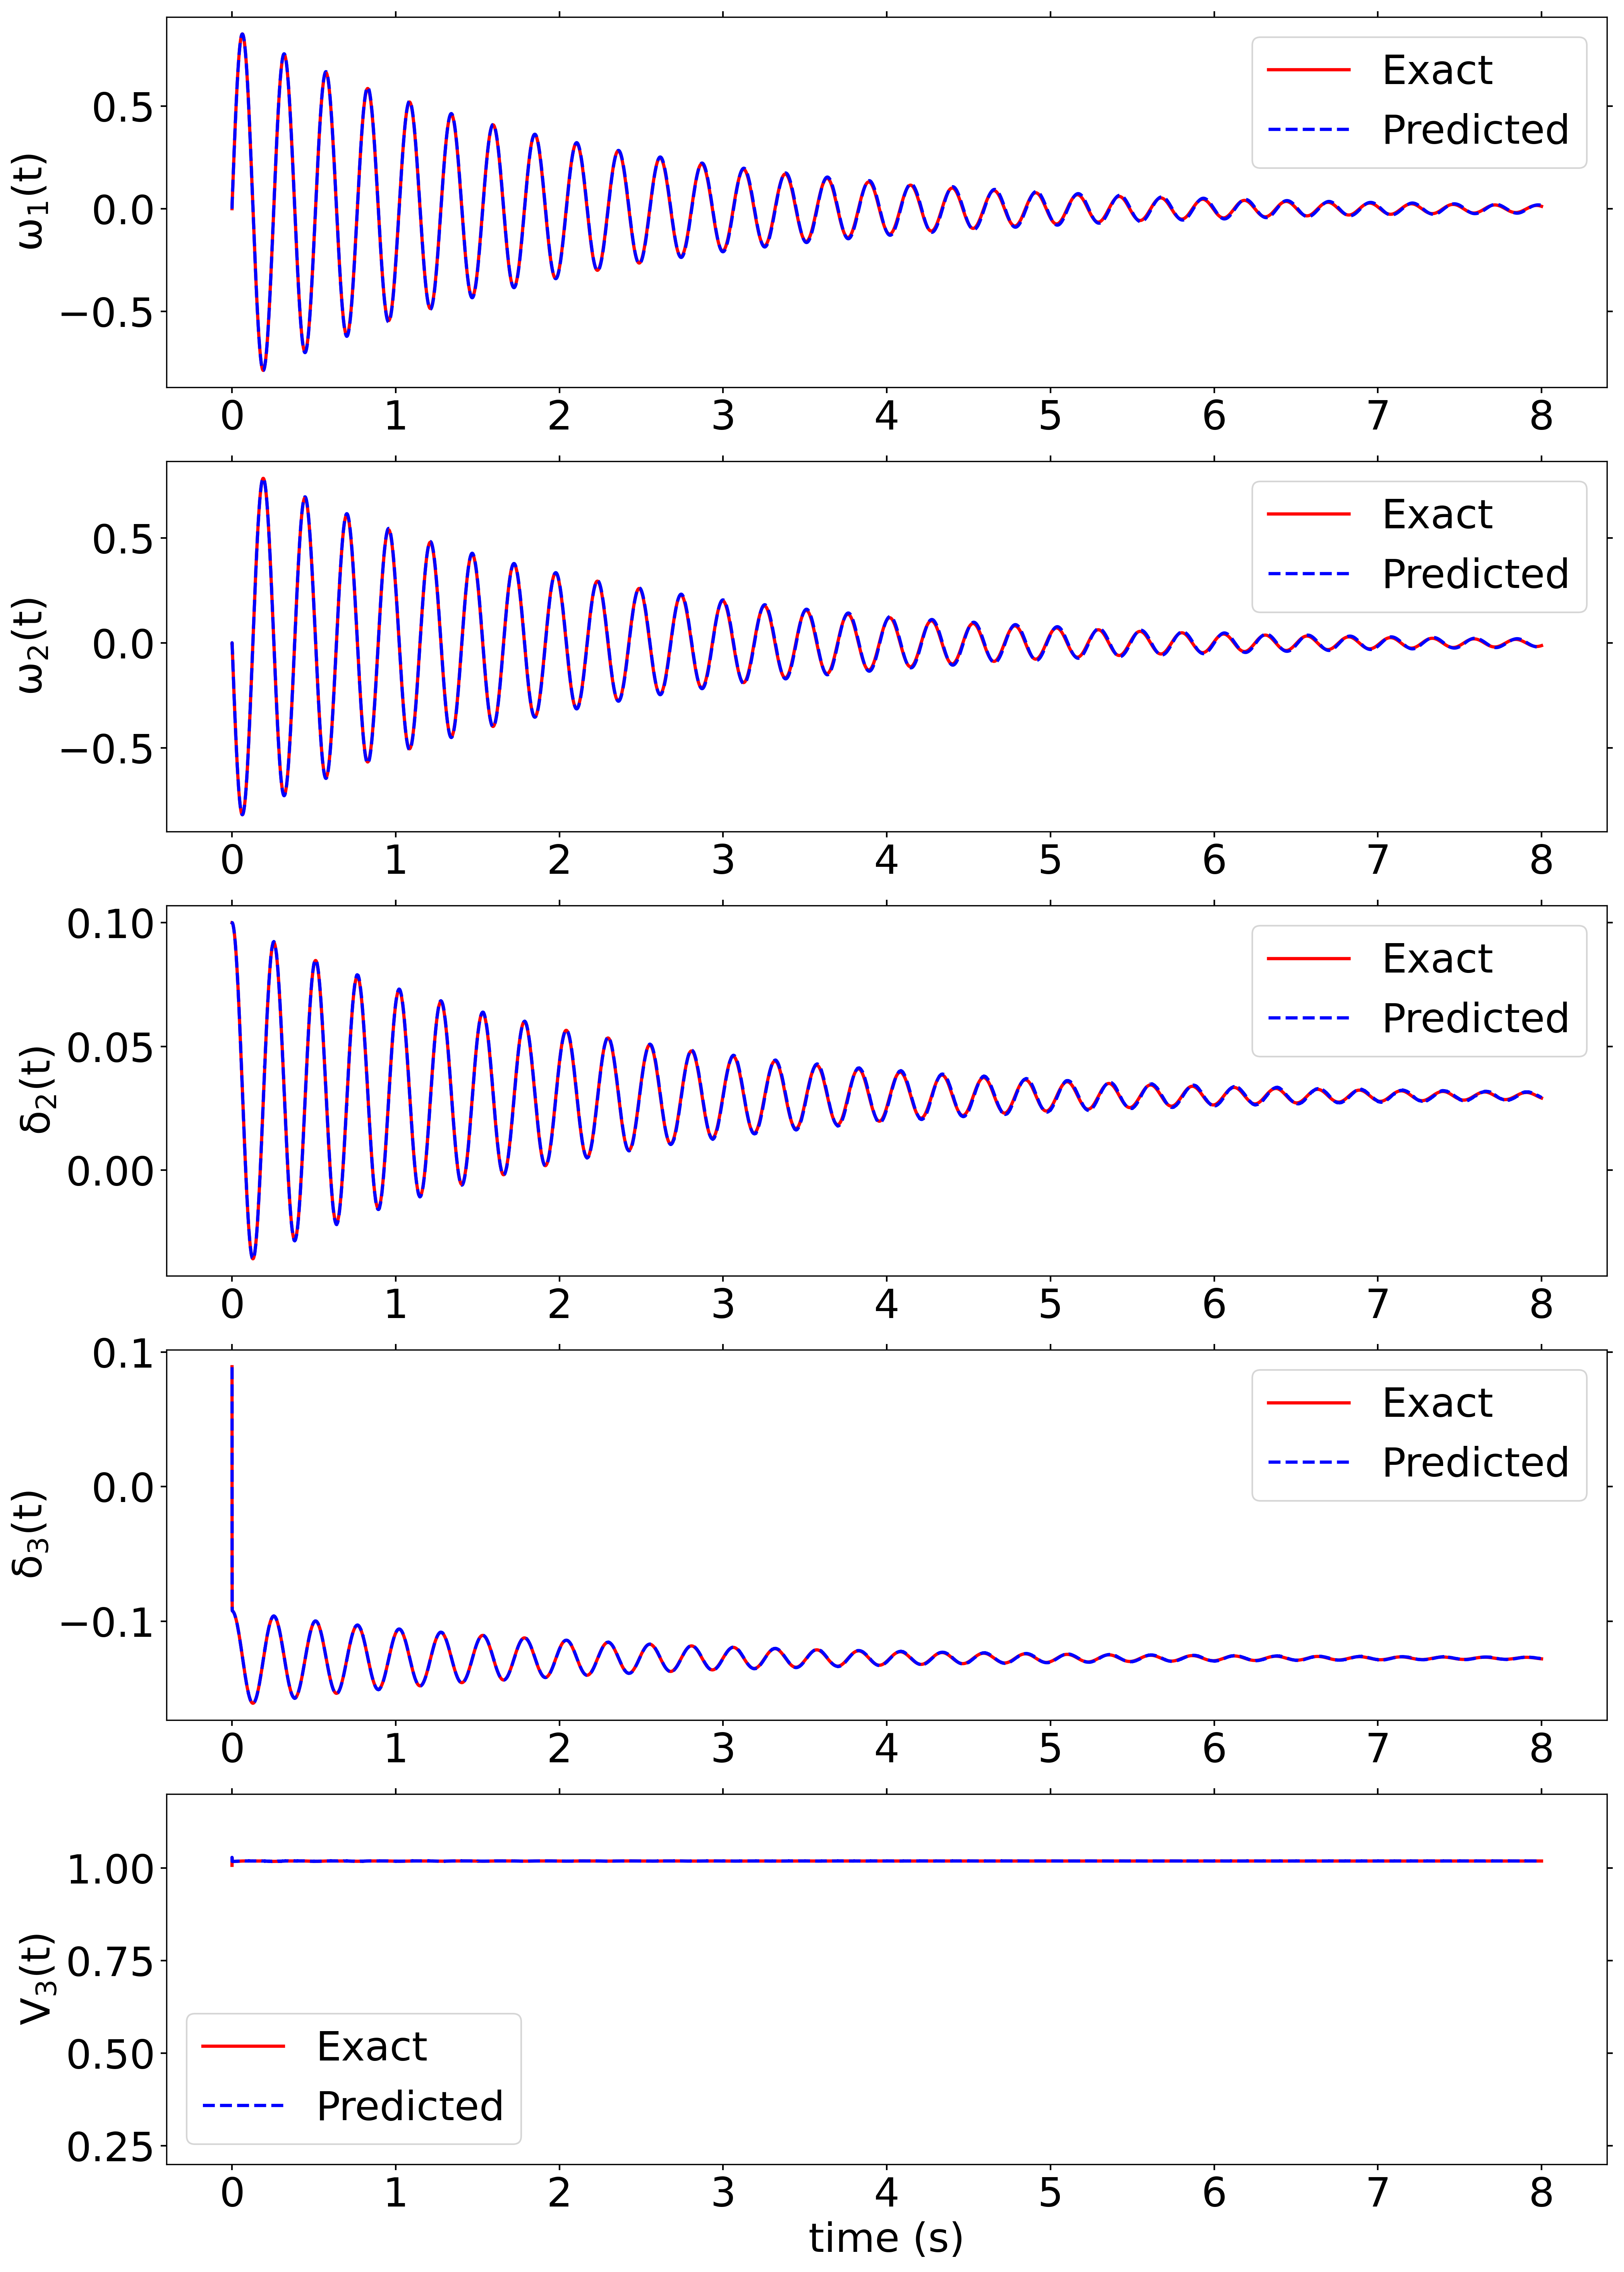 ω1(t)
0.5
0.0
−0.5
Exact
Predicted
0 1 2 3 4 5 6 7 8
ω2(t)
0.5
0.0
−0.5
Exact
Predicted
0 1 2 3 4 5 6 7 8
δ2(t)
0.10
0.05
0.00
Exact
Predicted
0 1 2 3 4 5 6 7 8
δ3(t)
0.1
0.0
−0.1
Exact
Predicted
0 1 2 3 4 5 6 7 8
V3(t)
1.00
0.75
0.50
0.25
Exact
Predicted
0 1 2 3 4 5 6 7 8
time (s)